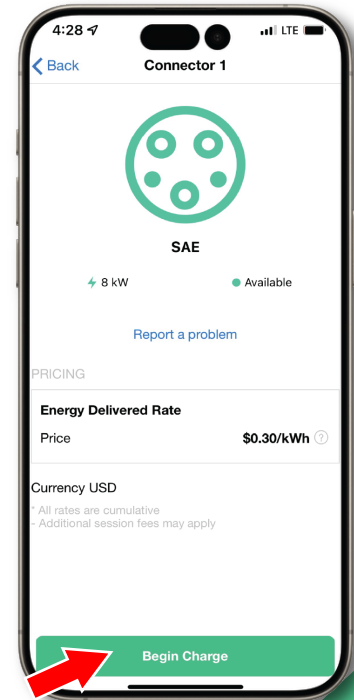 4:28 LTE
Back Connector 1
SAE
8 kW Available
Report a problem
PRICING
Energy Delivered Rate
Price $0.30/kWh ?
Currency USD
* All rates are cumulative
- Additional session fees may apply
Begin Charge